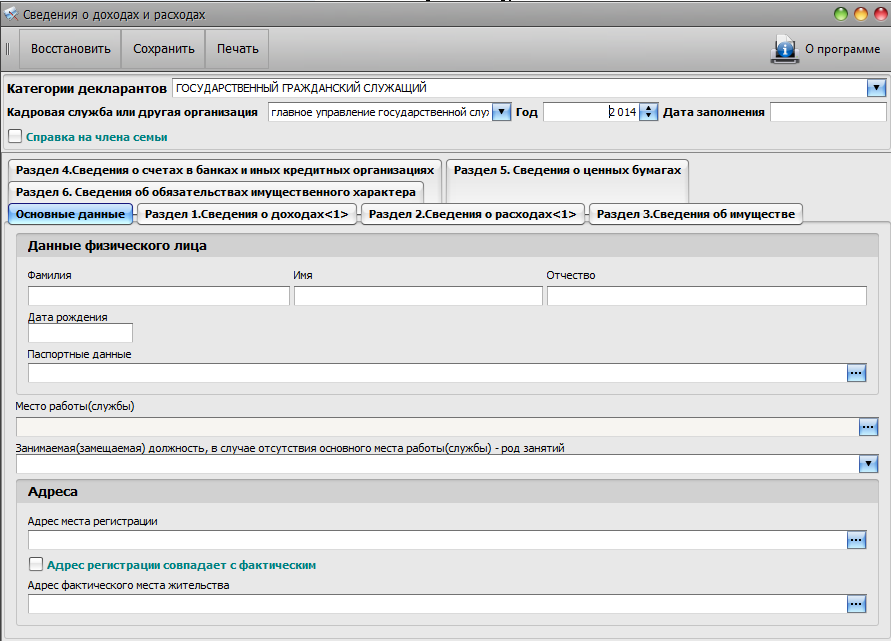 Сведения о доходах и расходах
Восстановить Сохранить Печать О программе
Категории декларантов ГОСУДАРСТВЕННЫЙ ГРАЖДАНСКИЙ СЛУЖАЩИЙ
Кадровая служба или другая организация главное управление государственной слу Год 2 014 Дата заполнения
Справка на члена семьи
Раздел 4.Сведения о счетах в банках и иных кредитных организациях Раздел 5. Сведения о ценных бумагах
Раздел 6. Сведения об обязательствах имущественного характера
Основные данные Раздел 1.Сведения о доходах<1> Раздел 2.Сведения о расходах<1> Раздел 3.Сведения об имуществе
Данные физического лица
Фамилия Имя Отчество
Дата рождения
Паспортные данные
Место работы(службы)
Занимаемая(замещаемая) должность, в случае отсутствия основного места работы(службы) - род занятий
Адреса
Адрес места регистрации
Адрес регистрации совпадает с фактическим
Адрес фактического места жительства